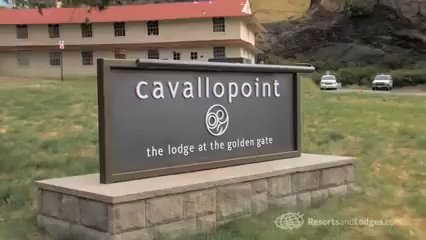 cavallopoint
the lodge at the golden gate
ResortsandLodges.com